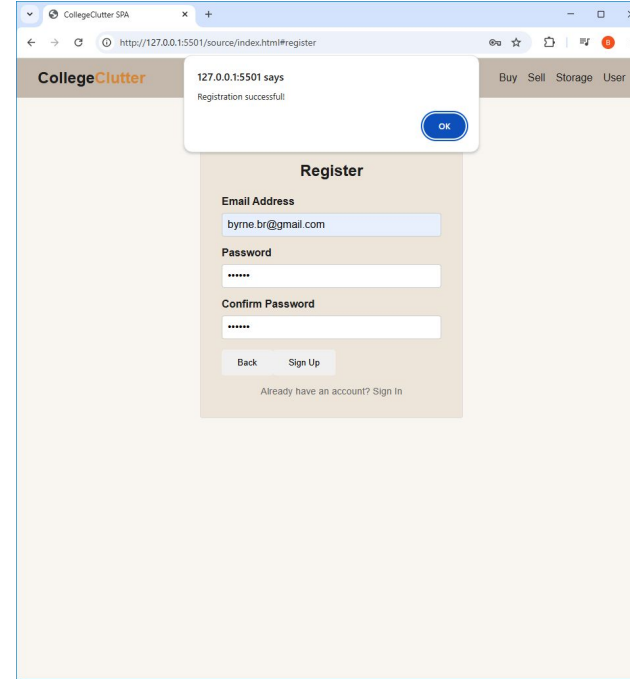 CollegeClutter SPA
http://127.0.0.1:5501/source/index.html#register
B
CollegeClutter
Buy Sell Storage User
127.0.0.1:5501 says
Registration successful!
OK
Register
Email Address
byrne.br@gmail.com
Password
••••••
Confirm Password
••••••
Back Sign Up
Already have an account? Sign In